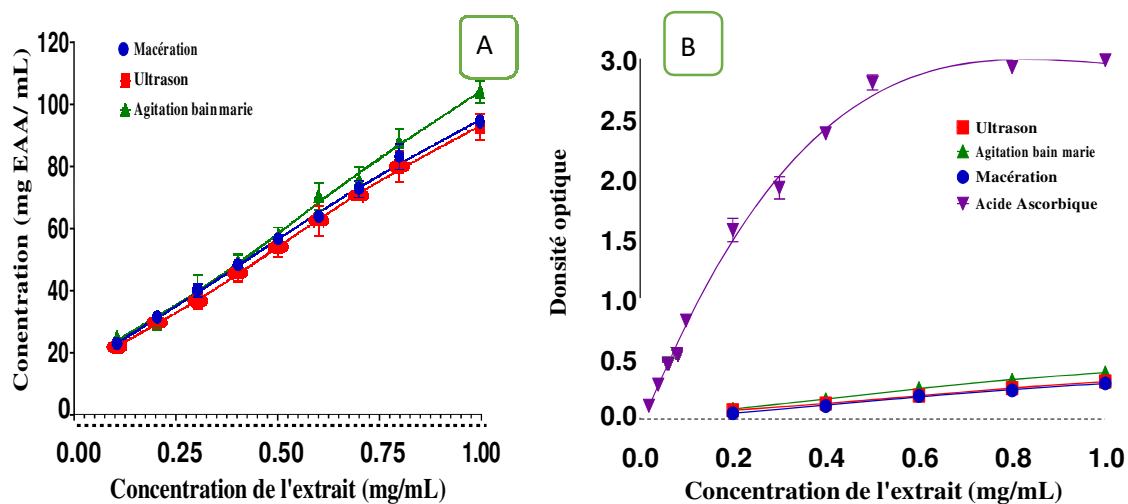 A
Conentration (mg EAA/ mL)
120
100
80
60
40
20
0
Macération
Ultrason
Agitation bain marie
0.00 0.25 0.50 0.75 1.00
Concentration de l'extrait (mg/mL)
B
Donsité optique
3.0
2.5
2.0
1.5
1.0
0.5
0.0
Ultrason
Agitation bain marie
Macération
Acide Ascorbique
0.0 0.2 0.4 0.6 0.8 1.0
Concentration de l'extrait (mg/mL)